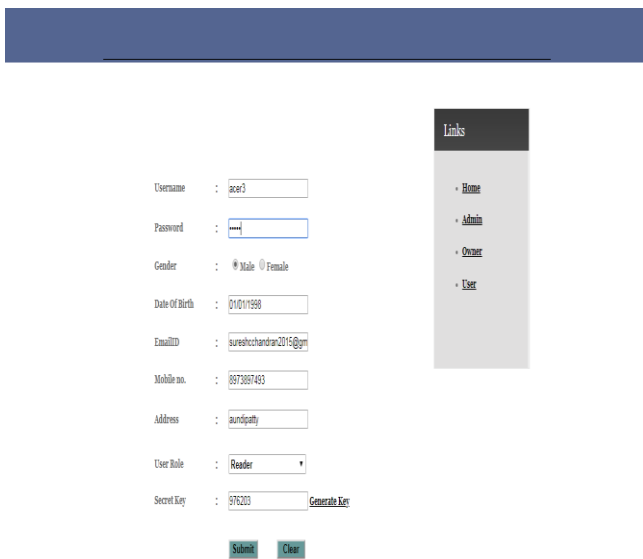 Links
Username : acer3
Home
Password : •••••
Admin
Gender : Male Female
Owner
User
Date Of Birth : 01/01/1998
EmailID : sureshcchandran2015@gm
Mobile no. : 8973897493
Address : aundipatty
User Role : Reader
Secret Key : 976203 Generate Key
Submit Clear